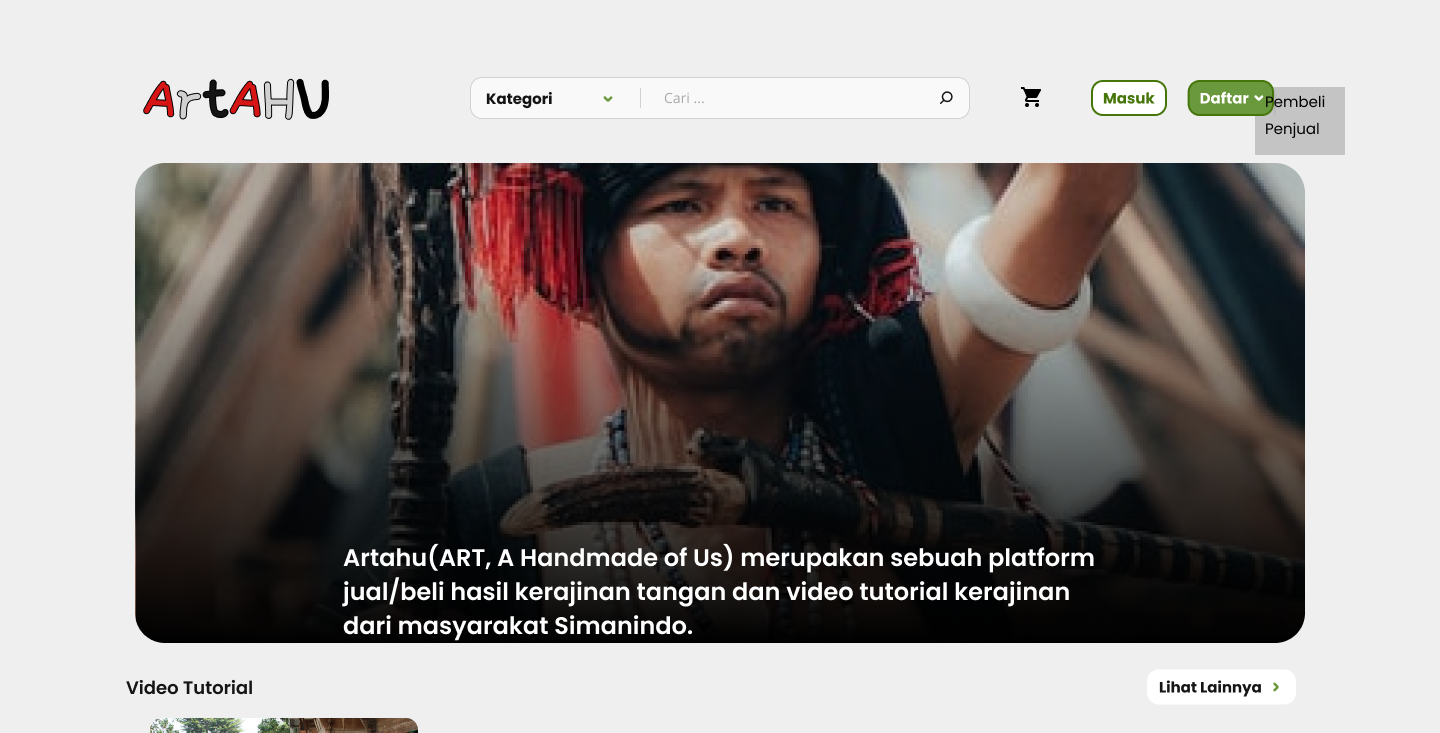 ArtAHU
Kategori
Cari ...
Masuk
Daftar
Pembeli
Penjual
Artahu(ART, A Handmade of Us) merupakan sebuah platform
jual/beli hasil kerajinan tangan dan video tutorial kerajinan
dari masyarakat Simanindo.
Video Tutorial
Lihat Lainnya